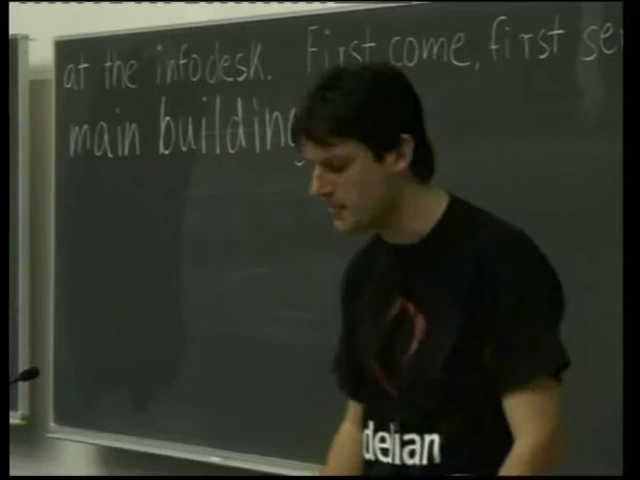 at the infodesk. First come, first se
main building
debian